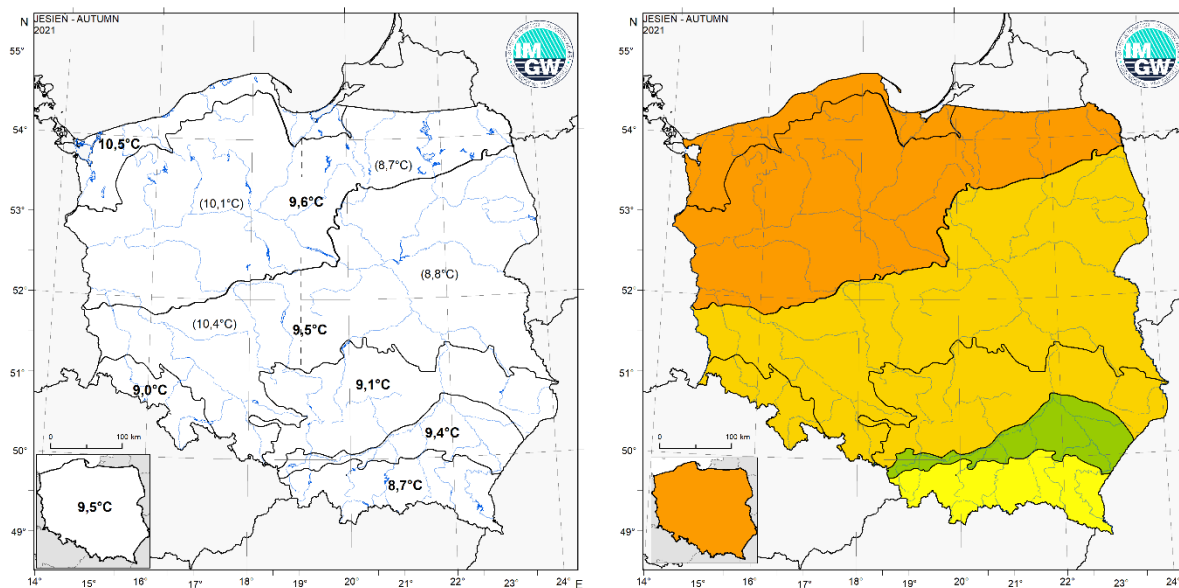 N
JESIEŃ - AUTUMN
2021
IM
GW
55°
54°
10,5°C
(8,7°C)
53°
(10,1°C)
9,6°C
(8,8°C)
52°
(10,4°C)
9,5°C
51°
9,0°C
9,1°C
0 100 km
9,4°C
50°
8,7°C
9,5°C
49°
14° 15° 16° 17° 18° 19° 20° 21° 22° 23° 24° E
N
JESIEŃ - AUTUMN
2021
IM
GW
55°
54°
53°
52°
51°
0 100 km
50°
49°
14° 15° 16° 17° 18° 19° 20° 21° 22° 23° 24° E